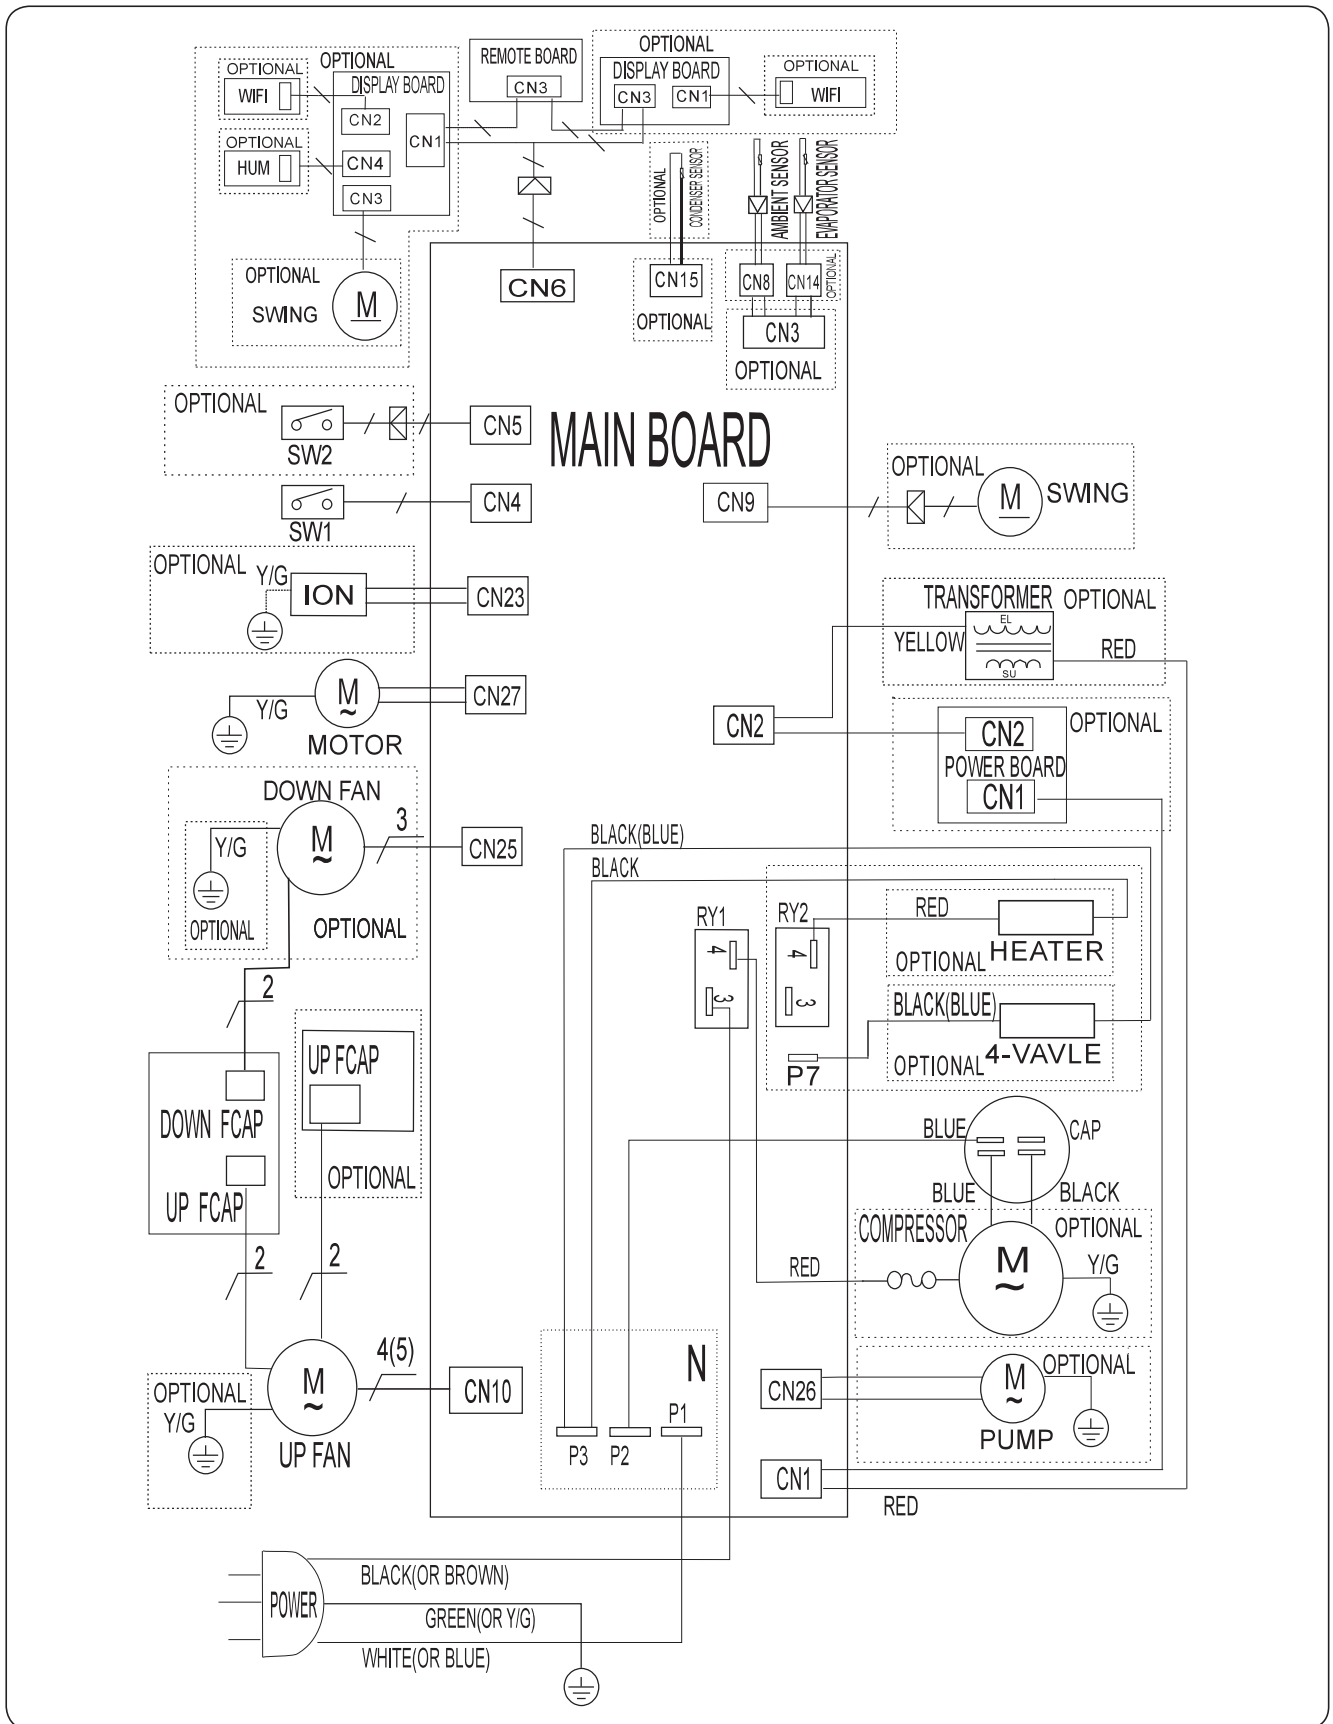 OPTIONAL
OPTIONAL
WIFI
OPTIONAL
HUM
DISPLAY BOARD
CN2
CN1
CN4
CN3
OPTIONAL
SWING
M
REMOTE BOARD
CN3
OPTIONAL
DISPLAY BOARD
CN3
CN1
OPTIONAL
WIFI
CN6
OPTIONAL
CONDENSER SENSOR
CN15
OPTIONAL
AMBIENT SENSOR
EVAPORATOR SENSOR
CN8
CN14
OPTIONAL
CN3
OPTIONAL
MAIN BOARD
OPTIONAL
SW2
CN5
SW1
CN4
OPTIONAL
Y/G
ION
CN23
M
~
Y/G
MOTOR
CN27
DOWN FAN
M
~
3
CN25
Y/G
OPTIONAL
OPTIONAL
2
DOWN FCAP
UP FCAP
UP FCAP
OPTIONAL
2
2
OPTIONAL
Y/G
M
~
UP FAN
4(5)
CN10
CN9
OPTIONAL
M
SWING
TRANSFORMER
OPTIONAL
YELLOW
EL
SU
RED
CN2
CN2
POWER BOARD
CN1
OPTIONAL
BLACK(BLUE)
BLACK
RY1
4
3
RY2
4
3
RED
HEATER
OPTIONAL
BLACK(BLUE)
4-VAVLE
OPTIONAL
P7
BLUE
CAP
BLUE
BLACK
COMPRESSOR
OPTIONAL
M
~
Y/G
RED
N
P1
P3
P2
CN26
M
~
OPTIONAL
PUMP
CN1
RED
POWER
BLACK(OR BROWN)
GREEN(OR Y/G)
WHITE(OR BLUE)